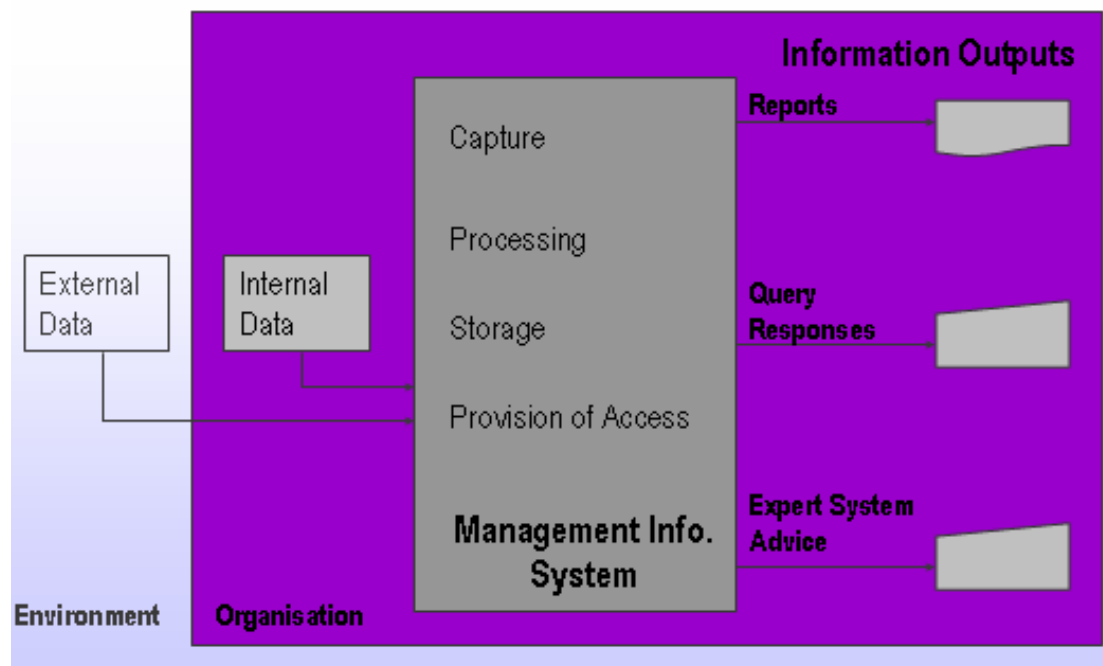 Information Outputs
Reports
Capture
Processing
External
Data
Internal
Data
Query
Responses
Storage
Provision of Access
Expert System
Advice
Management Info.
System
Environment
Organisation